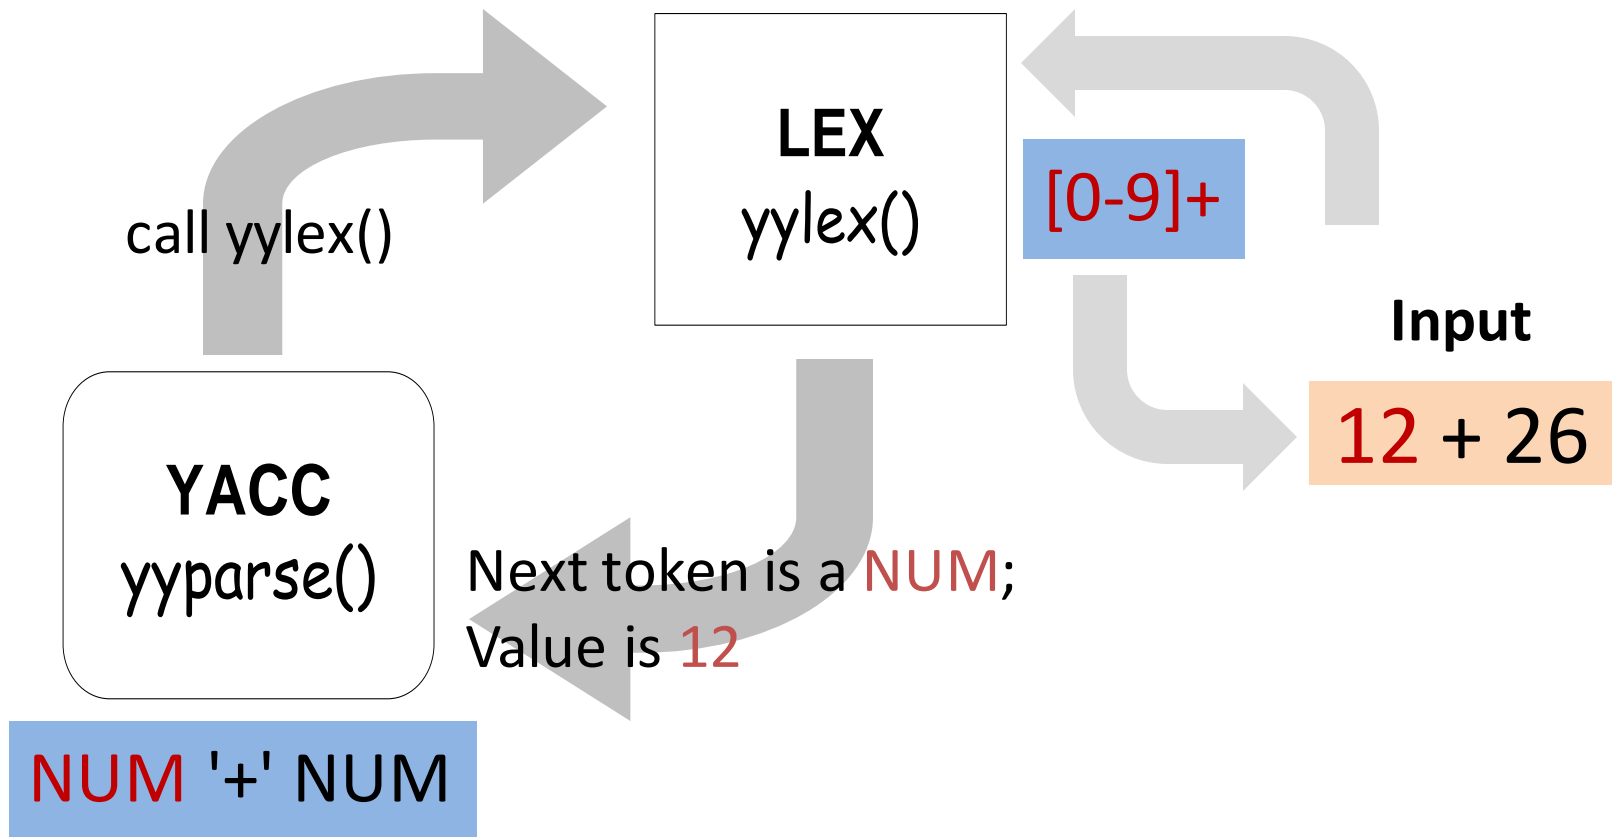 LEX
yylex()
[0-9]+
call yylex()
Input
12 + 26
YACC
yyparse()
Next token is a NUM;
Value is 12
NUM '+' NUM